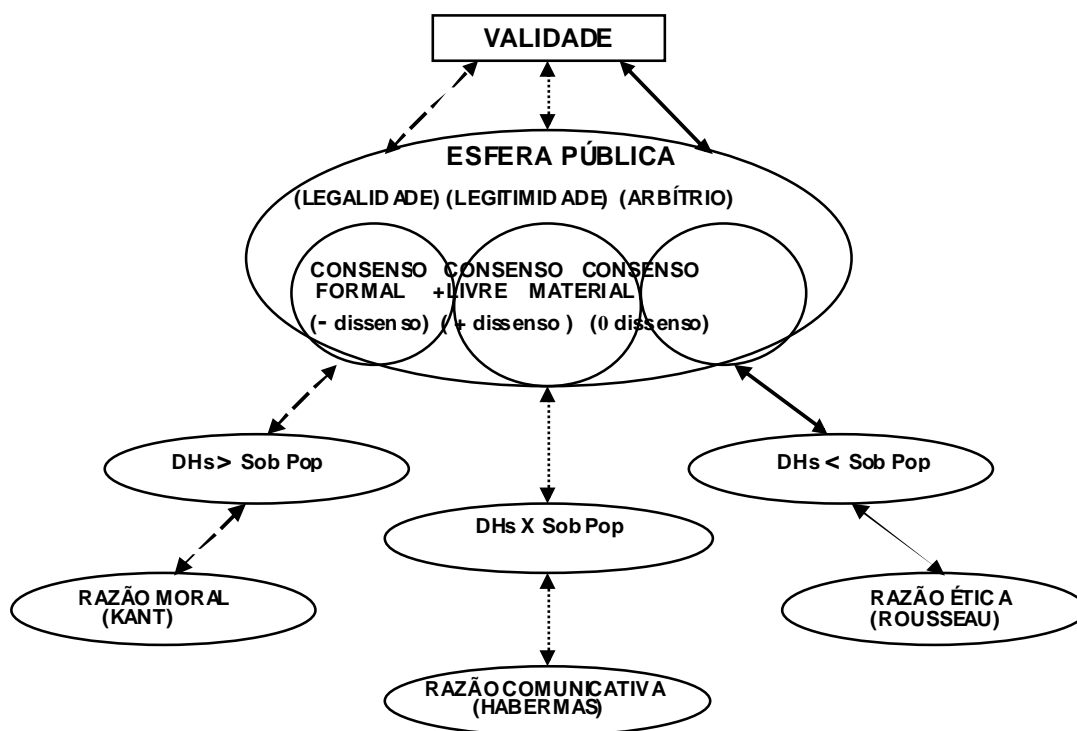 VALIDADE
ESFERA PÚBLICA
(LEGALIDADE) (LEGITIMIDADE) (ARBÍTRIO)
CONSENSO CONSENSO CONSENSO
FORMAL +LIVRE MATERIAL
(- dissenso) ( + dissenso ) (0 dissenso)
DHs > Sob Pop
DHs < Sob Pop
DHs X Sob Pop
RAZÃO MORAL
(KANT)
RAZÃO ÉTICA
(ROUSSEAU)
RAZÃO COMUNICATIVA
(HABERMAS)